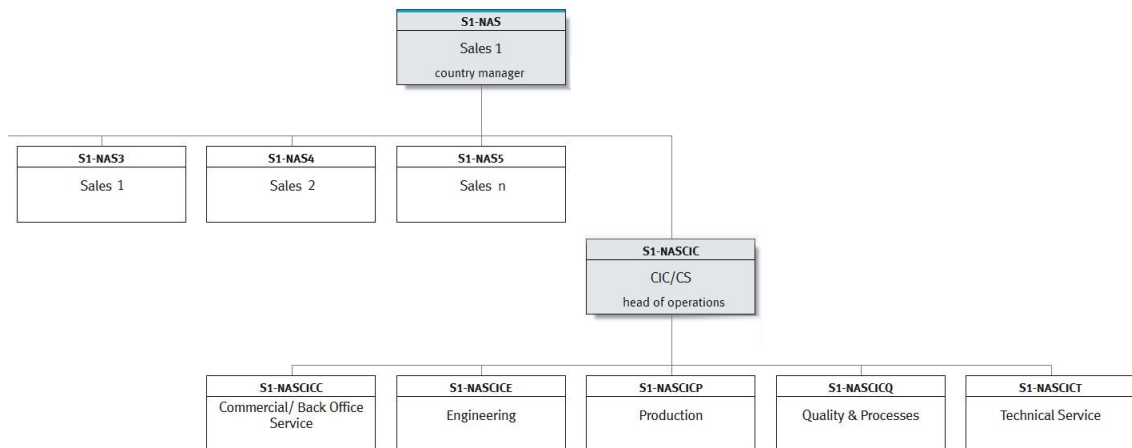 S1-NAS
Sales 1
country manager
S1-NAS3
Sales 1
S1-NAS4
Sales 2
S1-NAS5
Sales n
S1-NASCIC
CIC/CS
head of operations
S1-NASCICC
Commercial/ Back Office
Service
S1-NASCICE
Engineering
S1-NASCICP
Production
S1-NASCICQ
Quality & Processes
S1-NASCICT
Technical Service